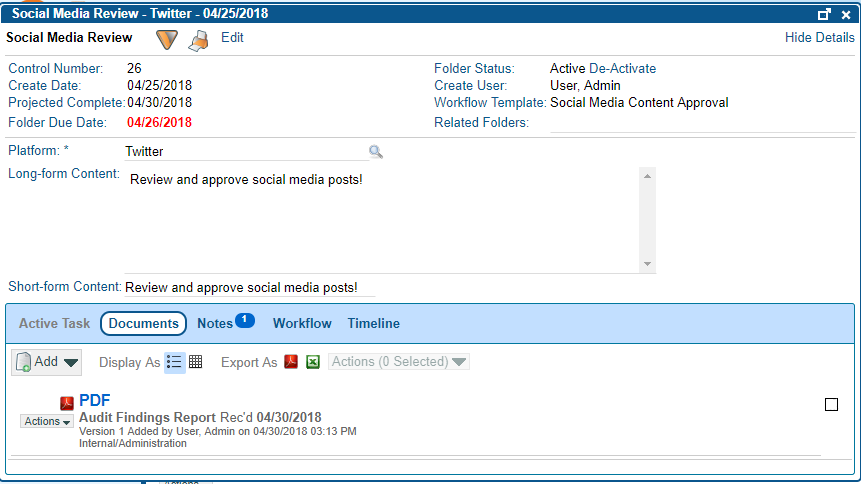 Social Media Review - Twitter - 04/25/2018
Social Media Review Edit Hide Details
Control Number: 26 Folder Status: Active De-Activate
Create Date: 04/25/2018 Create User: User, Admin
Projected Complete: 04/30/2018 Workflow Template: Social Media Content Approval
Folder Due Date: 04/26/2018 Related Folders:
Platform: * Twitter
Long-form Content: Review and approve social media posts!
Short-form Content: Review and approve social media posts!
Active Task Documents Notes 1 Workflow Timeline
Add Display As Export As Actions (0 Selected)
PDF
Actions Audit Findings Report Rec'd 04/30/2018
Version 1 Added by User, Admin on 04/30/2018 03:13 PM
Internal/Administration